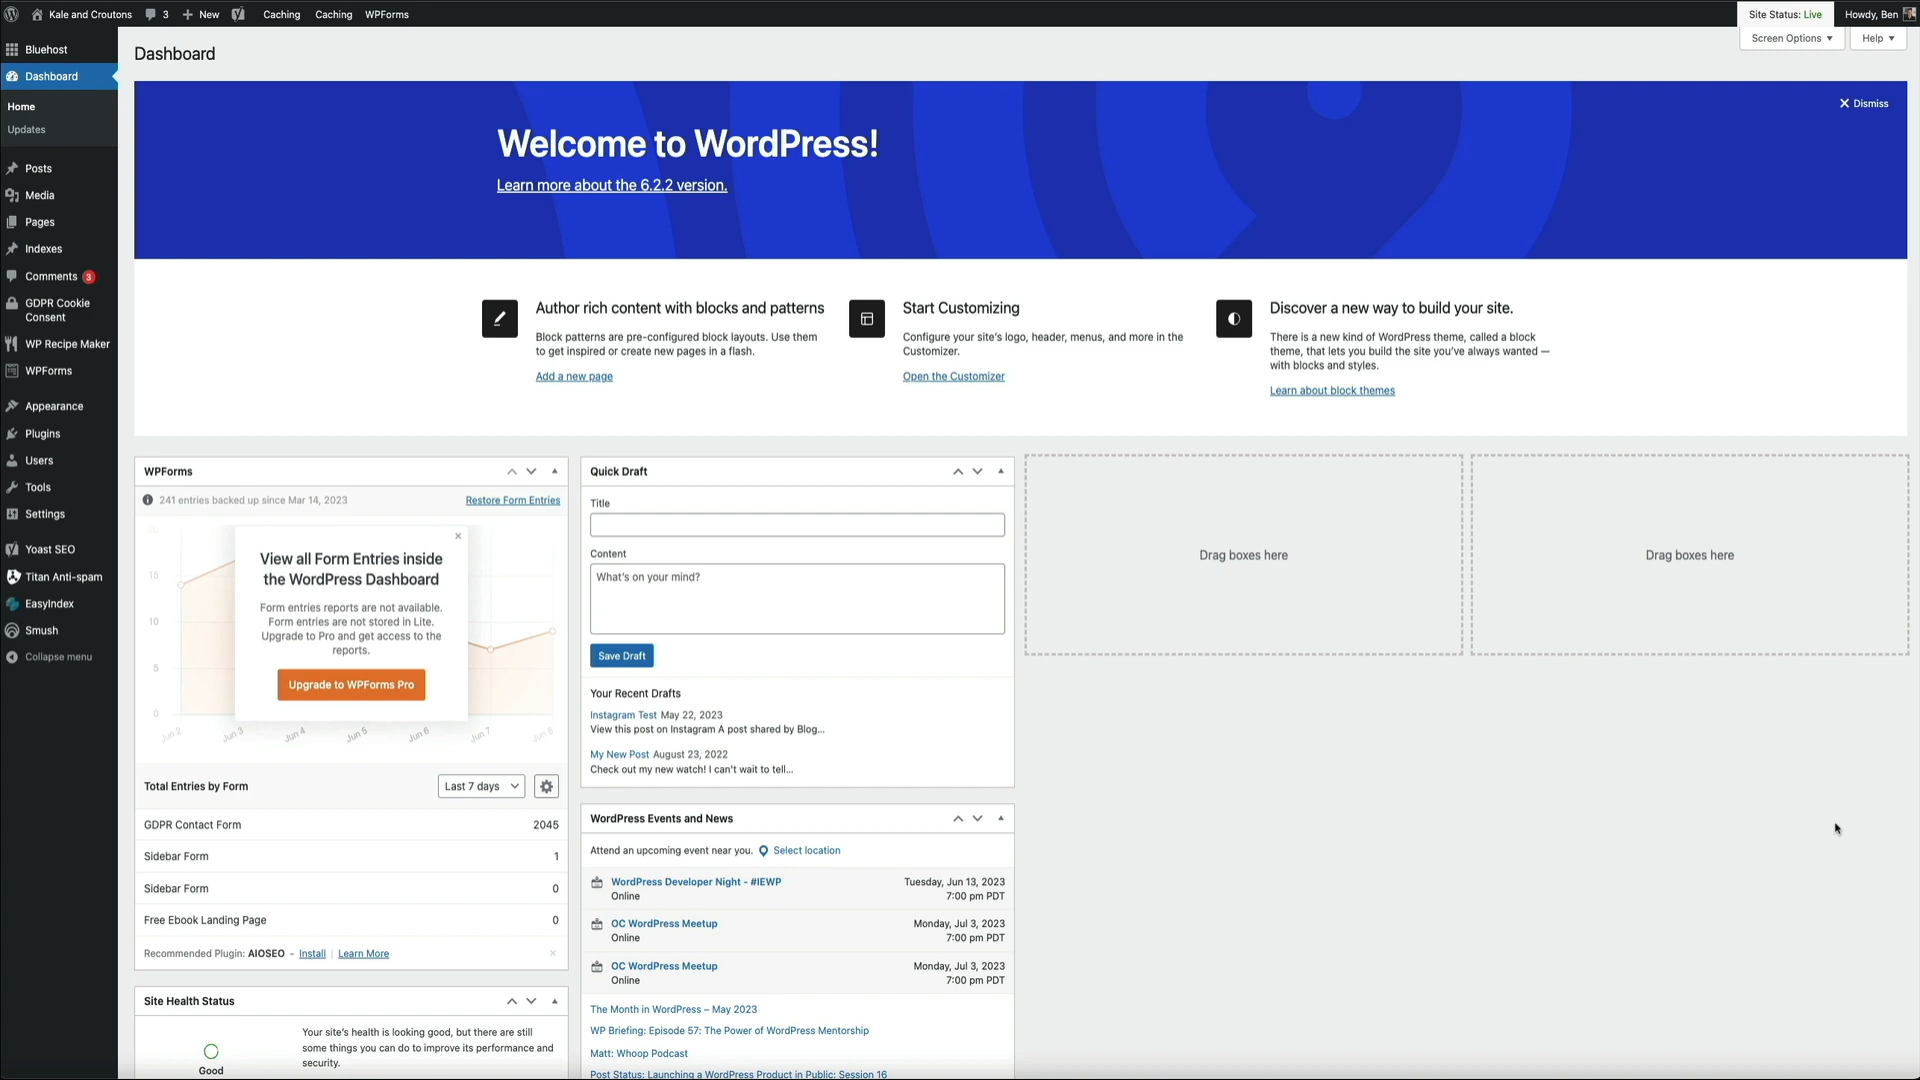 Kale and Croutons
3
New
Caching
Caching
WPForms
Site Status: Live
Howdy, Ben
Bluehost
Dashboard
Home
Updates
Posts
Media
Pages
Indexes
Comments 3
GDPR Cookie
Consent
WP Recipe Maker
WPForms
Appearance
Plugins
Users
Tools
Settings
Yoast SEO
Titan Anti-spam
EasyIndex
Smush
Collapse menu
Dashboard
Screen Options
Help
Dismiss
Welcome to WordPress!
Learn more about the 6.2.2 version.
Author rich content with blocks and patterns
Block patterns are pre-configured block layouts. Use them
to get inspired or create new pages in a flash.
Add a new page
Start Customizing
Configure your site's logo, header, menus, and more in the
Customizer.
Open the Customizer
Discover a new way to build your site.
There is a new kind of WordPress theme, called a block
theme, that lets you build the site you've always wanted —
with blocks and styles.
Learn about block themes
WPForms
241 entries backed up since Mar 14, 2023
Restore Form Entries
20
15
10
5
0
Jun 2
Jun 3
Jun 4
Jun 5
Jun 6
Jun 7
Jun 8
×
View all Form Entries inside
the WordPress Dashboard
Form entries reports are not available.
Form entries are not stored in Lite.
Upgrade to Pro and get access to the
reports.
Upgrade to WPForms Pro
Total Entries by Form
Last 7 days
GDPR Contact Form 2045
Sidebar Form 1
Sidebar Form 0
Free Ebook Landing Page 0
Recommended Plugin: AIOSEO - Install | Learn More
×
Site Health Status
Good
Your site's health is looking good, but there are still
some things you can do to improve its performance and
security.
Quick Draft
Title
Content
What's on your mind?
Save Draft
Your Recent Drafts
Instagram Test May 22, 2023
View this post on Instagram A post shared by Blog...
My New Post August 23, 2022
Check out my new watch! I can't wait to tell...
WordPress Events and News
Attend an upcoming event near you. Select location
WordPress Developer Night - #IEWP
Online
Tuesday, Jun 13, 2023
7:00 pm PDT
OC WordPress Meetup
Online
Monday, Jul 3, 2023
7:00 pm PDT
OC WordPress Meetup
Online
Monday, Jul 3, 2023
7:00 pm PDT
The Month in WordPress – May 2023
WP Briefing: Episode 57: The Power of WordPress Mentorship
Matt: Whoop Podcast
Post Status: Launching a WordPress Product in Public: Session 16
Drag boxes here
Drag boxes here